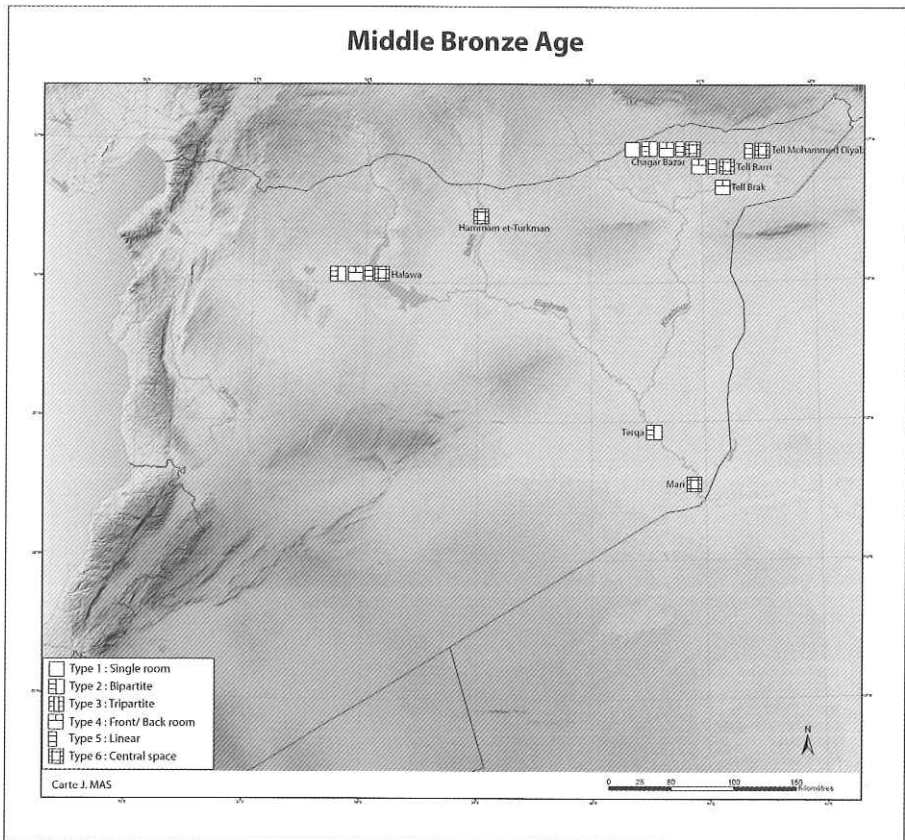 Middle Bronze Age
Tell Mohammed Diyab
Chagar Bazar
Tell Barri
Tell Brak
Hammam et-Turkman
Halawa
Terqa
Mari
Type 1 : Single room
Type 2 : Bipartite
Type 3 : Tripartite
Type 4 : Front/ Back room
Type 5 : Linear
Type 6 : Central space
N
Carte J. MAS
0 25 50 100 150
Kilomètres